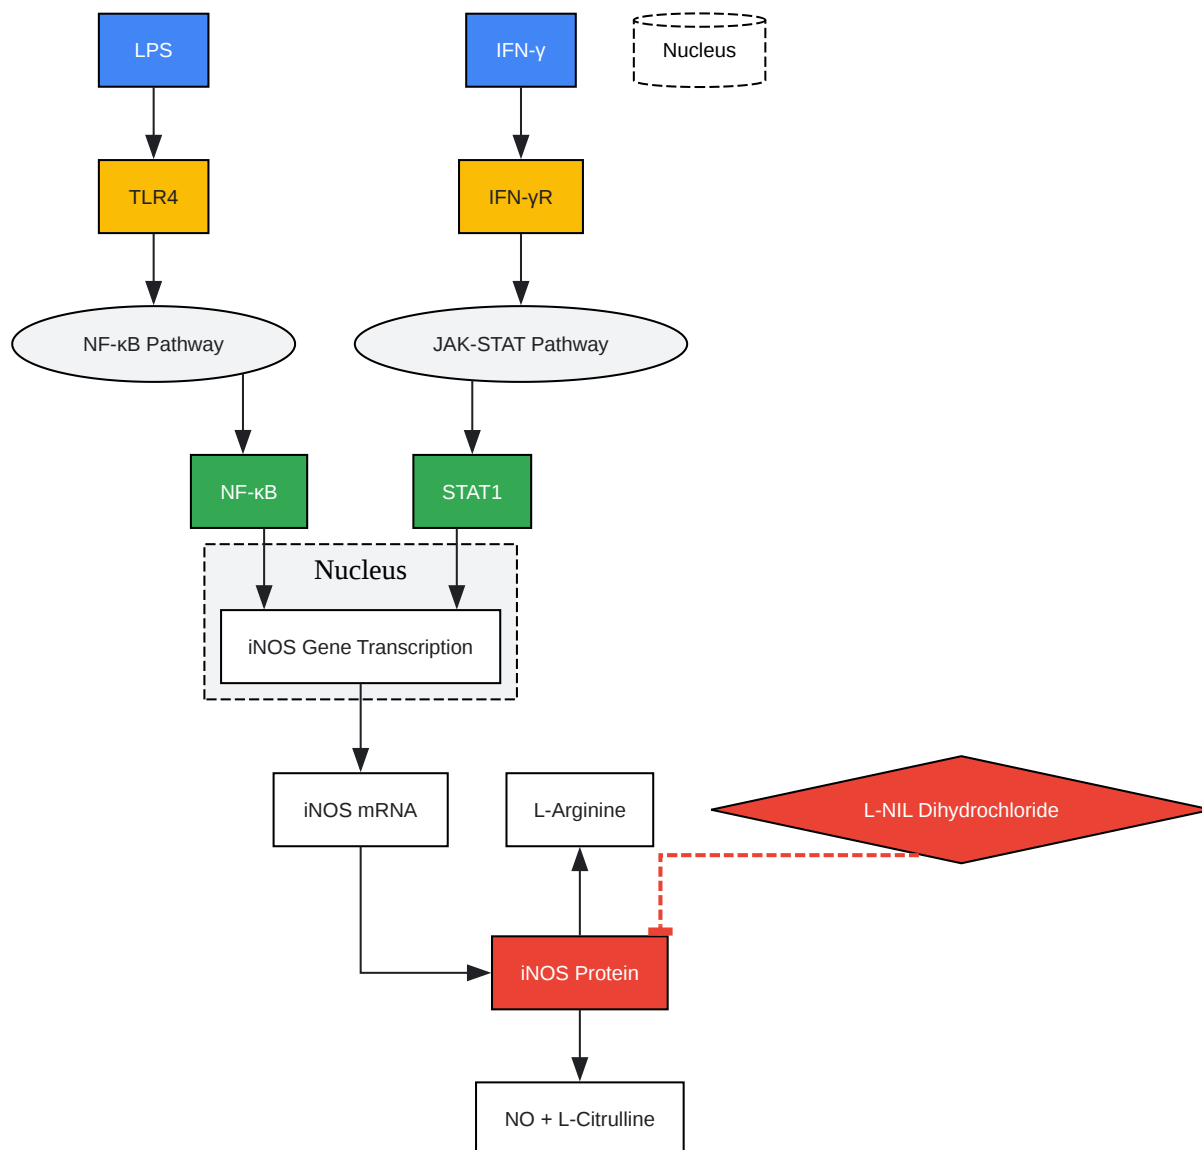 LPS
IFN-γ
Nucleus
TLR4
IFN-γR
NF-κB Pathway
JAK-STAT Pathway
NF-κB
STAT1
Nucleus
iNOS Gene Transcription
iNOS mRNA
L-Arginine
L-NIL Dihydrochloride
iNOS Protein
NO + L-Citrulline